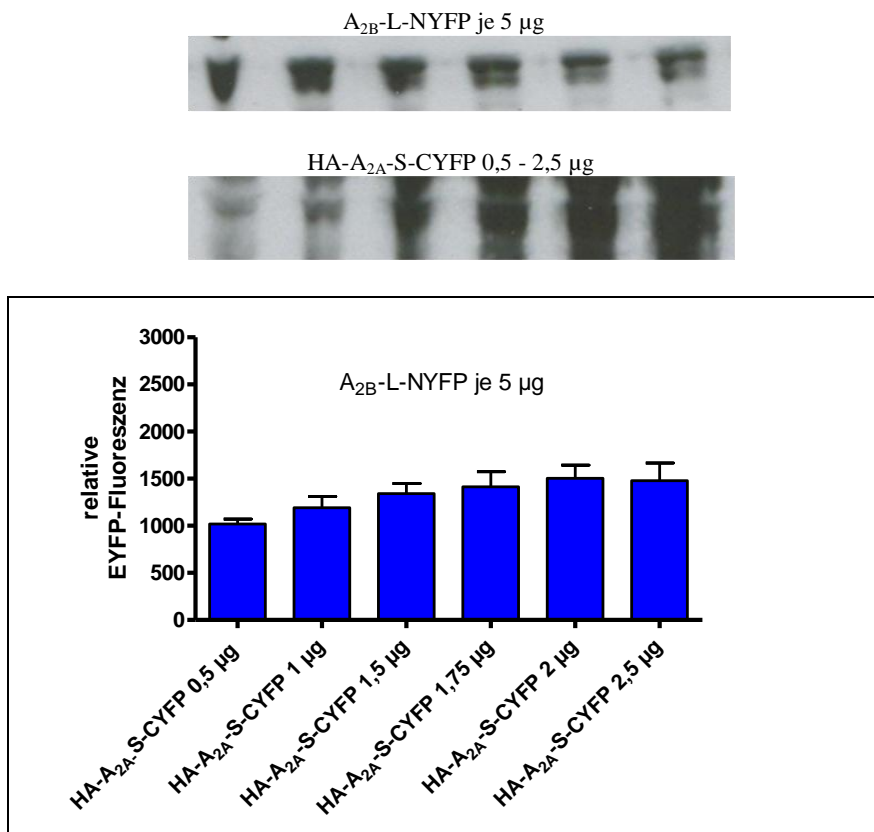 A2B-L-NYFP je 5 µg
HA-A2A-S-CYFP 0,5 - 2,5 µg
3000
2500
2000
1500
1000
500
0
relative
EYFP-Fluoreszenz
A2B-L-NYFP je 5 µg
HA-A2A-S-CYFP 0,5 µg
HA-A2A-S-CYFP 1 µg
HA-A2A-S-CYFP 1,5 µg
HA-A2A-S-CYFP 1,75 µg
HA-A2A-S-CYFP 2 µg
HA-A2A-S-CYFP 2,5 µg